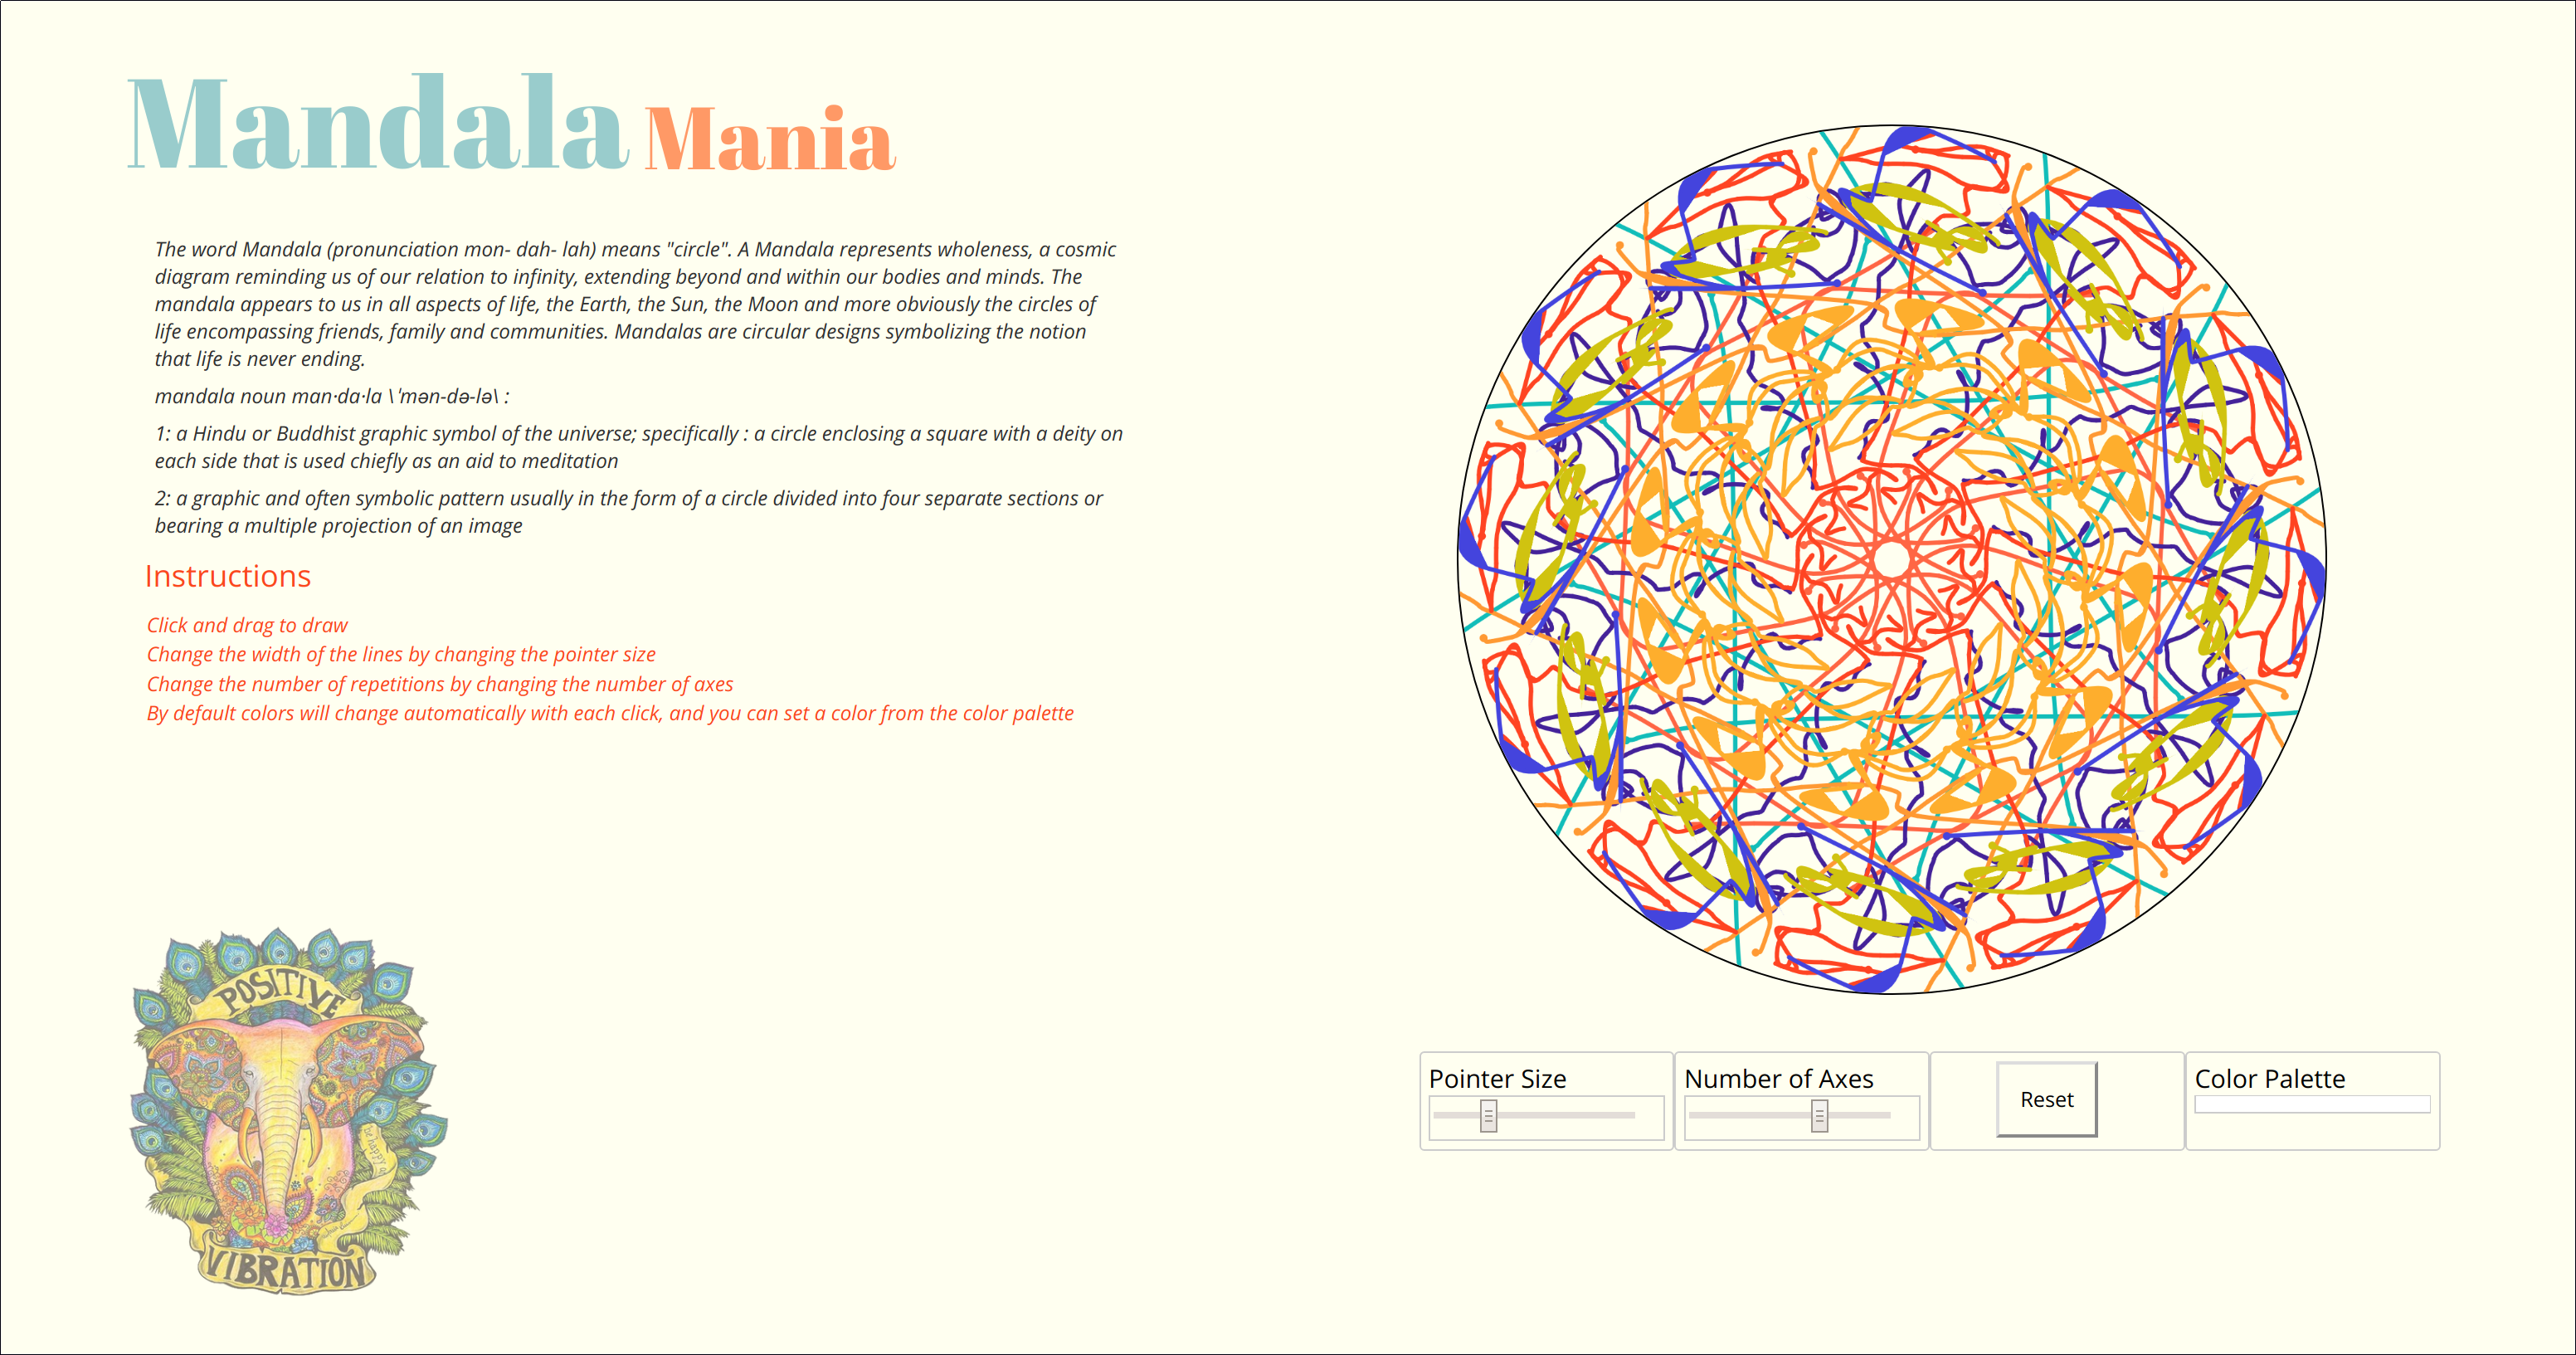 Mandala Mania
The word Mandala (pronunciation mon- dah- lah) means "circle". A Mandala represents wholeness, a cosmic
diagram reminding us of our relation to infinity, extending beyond and within our bodies and minds. The
mandala appears to us in all aspects of life, the Earth, the Sun, the Moon and more obviously the circles of
life encompassing friends, family and communities. Mandalas are circular designs symbolizing the notion
that life is never ending.
mandala noun man·da·la \ˈmən-də-lə\ :
1: a Hindu or Buddhist graphic symbol of the universe; specifically : a circle enclosing a square with a deity on
each side that is used chiefly as an aid to meditation
2: a graphic and often symbolic pattern usually in the form of a circle divided into four separate sections or
bearing a multiple projection of an image
Instructions
Click and drag to draw
Change the width of the lines by changing the pointer size
Change the number of repetitions by changing the number of axes
By default colors will change automatically with each click, and you can set a color from the color palette
POSITIVE
be happy
VIBRATION
Pointer Size
Number of Axes
Reset
Color Palette